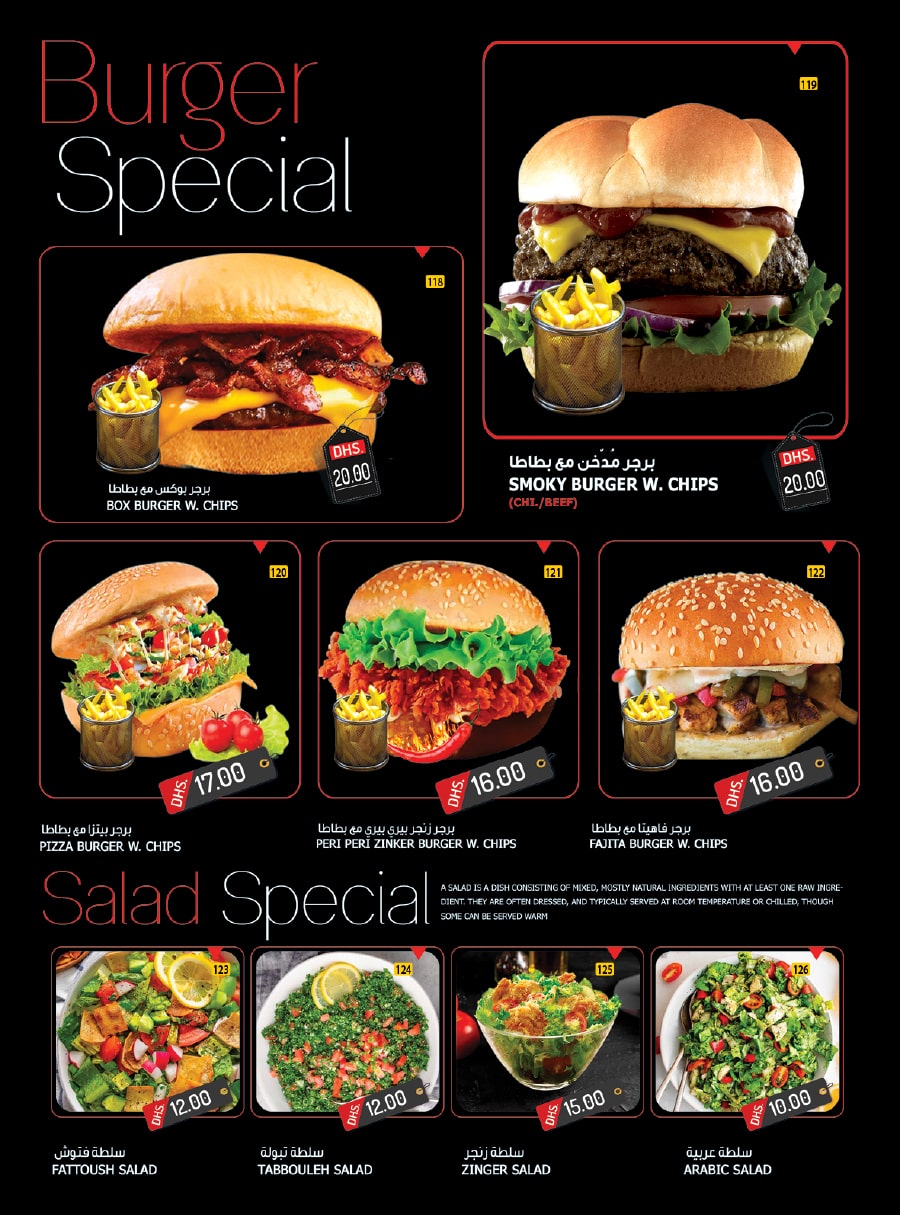 Burger
Special
119
118
برجر مُدّخن مع بطاطا
SMOKY BURGER W. CHIPS
(CHI./BEEF)
DHS.
20.00
DHS.
20.00
برجر بوكس مع بطاطا
BOX BURGER W. CHIPS
120
121
122
DHS. 17.00
DHS. 16.00
DHS. 16.00
برجر بيتزا مع بطاطا
PIZZA BURGER W. CHIPS
برجر زنجر بيري بيري مع بطاطا
PERI PERI ZINKER BURGER W. CHIPS
برجر فاهيتا مع بطاطا
FAJITA BURGER W. CHIPS
Salad Special
A SALAD IS A DISH CONSISTING OF MIXED, MOSTLY NATURAL INGREDIENTS WITH AT LEAST ONE RAW INGRE-
DIENT. THEY ARE OFTEN DRESSED, AND TYPICALLY SERVED AT ROOM TEMPERATURE OR CHILLED, THOUGH
SOME CAN BE SERVED WARM
123
124
125
126
DHS. 12.00
DHS. 12.00
DHS. 15.00
DHS. 10.00
سلطة فتوش
FATTOUSH SALAD
سلطة تبولة
TABBOULEH SALAD
سلطة زنجر
ZINGER SALAD
سلطة عربية
ARABIC SALAD